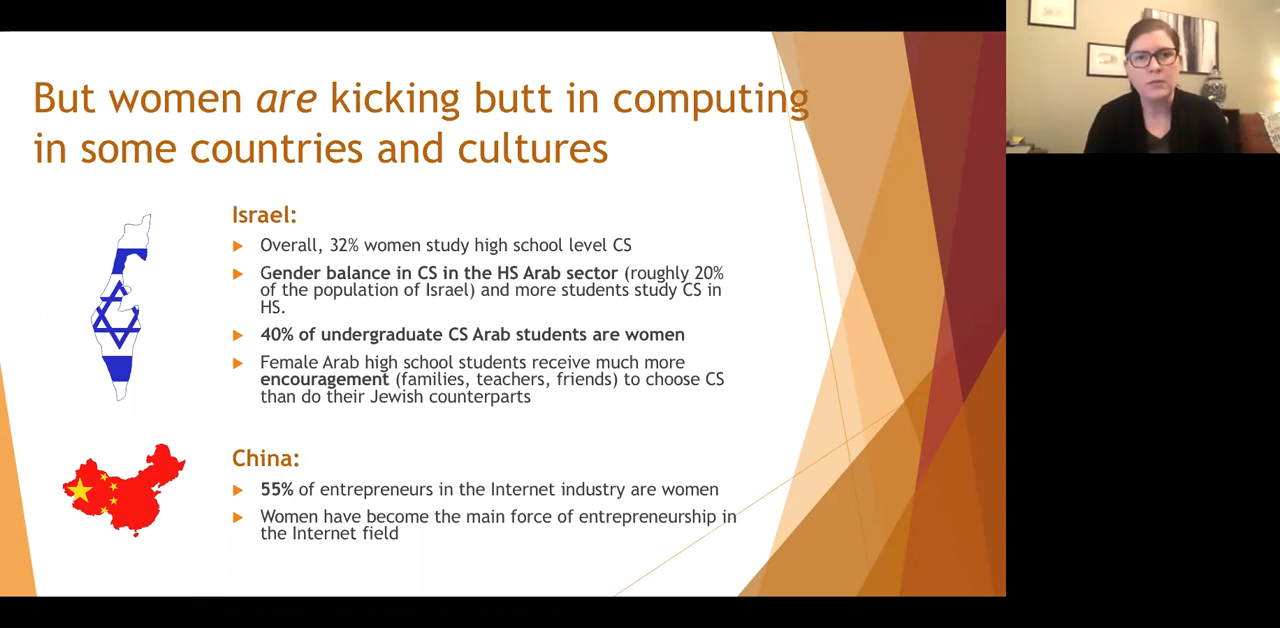 But women are kicking butt in computing
in some countries and cultures
Israel:
Overall, 32% women study high school level CS
Gender balance in CS in the HS Arab sector (roughly 20%
of the population of Israel) and more students study CS in
HS.
40% of undergraduate CS Arab students are women
Female Arab high school students receive much more
encouragement (families, teachers, friends) to choose CS
than do their Jewish counterparts
China:
55% of entrepreneurs in the Internet industry are women
Women have become the main force of entrepreneurship in
the Internet field